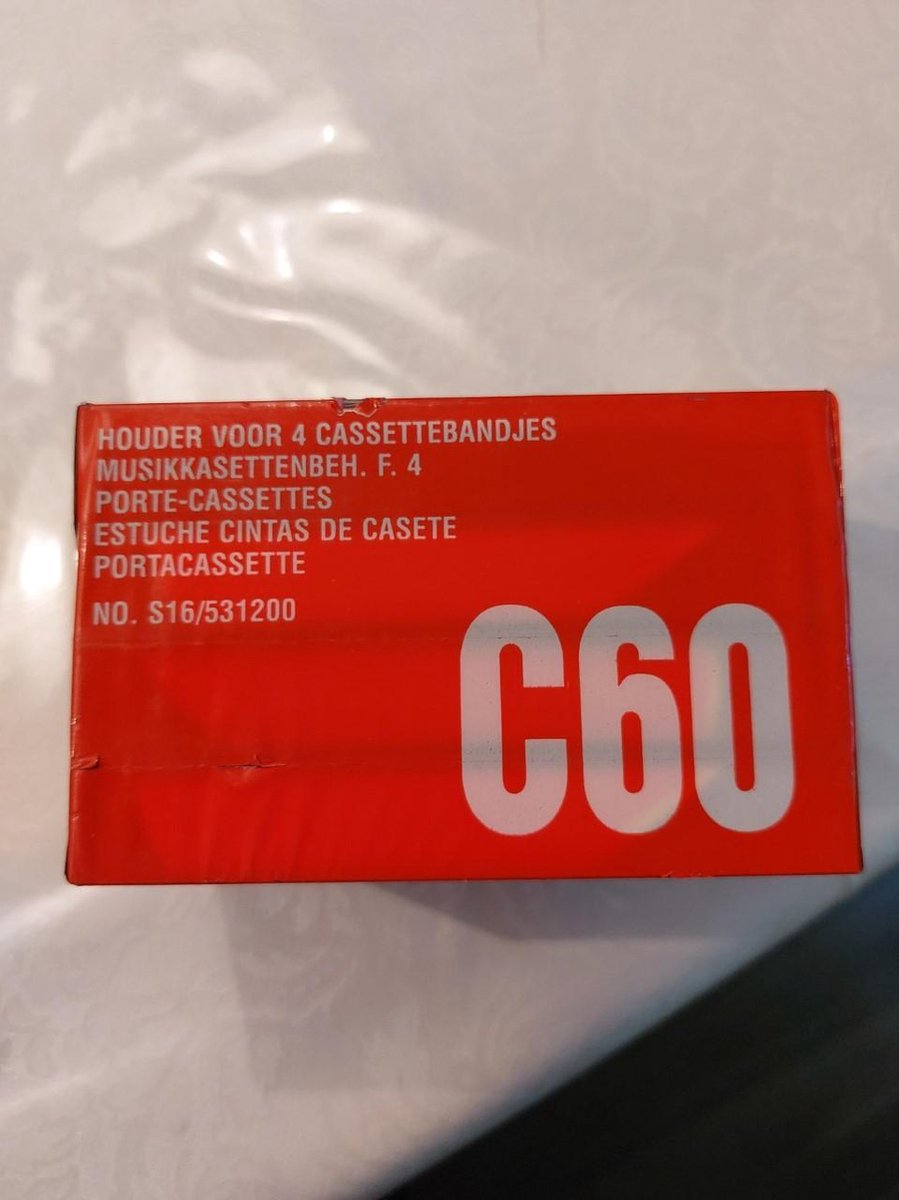 HOUDER VOOR 4 CASSETTEBANDJES
MUSIKKASETTENBEH. F. 4
PORTE-CASSETTES
ESTUCHE CINTAS DE CASETE
PORTACASSETTE
NO. S16/531200
C60